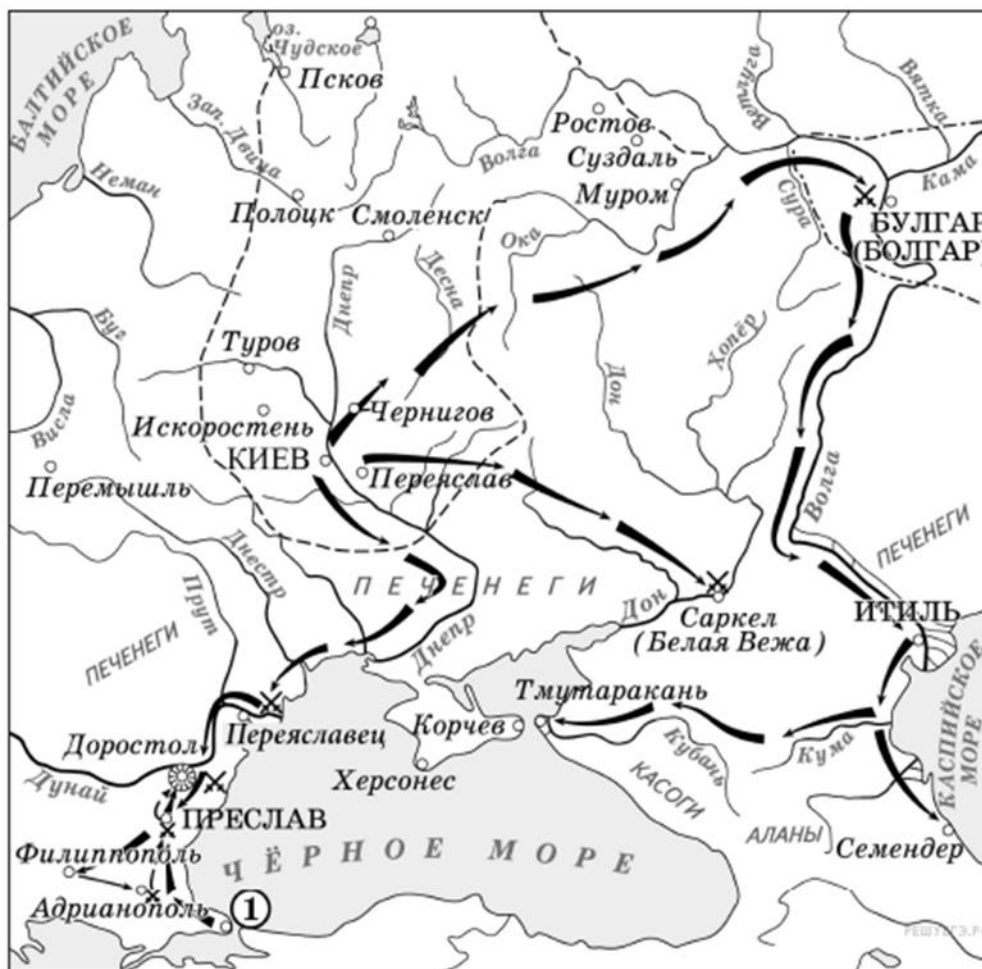 оз.
Чудское
БАЛТИЙСКОЕ
МОРЕ
Псков
Зап. Двина
Ветлуга
Вятка
Ростов
Волга
Суздаль
Кама
Неман
Муром
Сура
Полоцк
Смоленск
Ока
БУЛГАР
(БОЛГАР)
Десна
Днепр
Буг
Хопёр
Туров
Дон
Висла
Искоростень
Чернигов
КИЕВ
Переяслав
Перемышль
Волга
ПЕЧЕНЕГИ
Днестр
ПЕЧЕНЕГИ
Прут
Дон
Саркел
(Белая Вежа)
ИТИЛЬ
ПЕЧЕНЕГИ
Днепр
Тмутаракань
Переяславец
Корчев
Доростол
Кубань
Кума
КАСПИЙСКОЕ
МОРЕ
Дунай
Херсонес
КАСОГИ
ПРЕСЛАВ
АЛАНЫ
Семендер
Филиппополь
ЧЁРНОЕ МОРЕ
Адрианополь
1
РЕШУЕГЭ.РФ